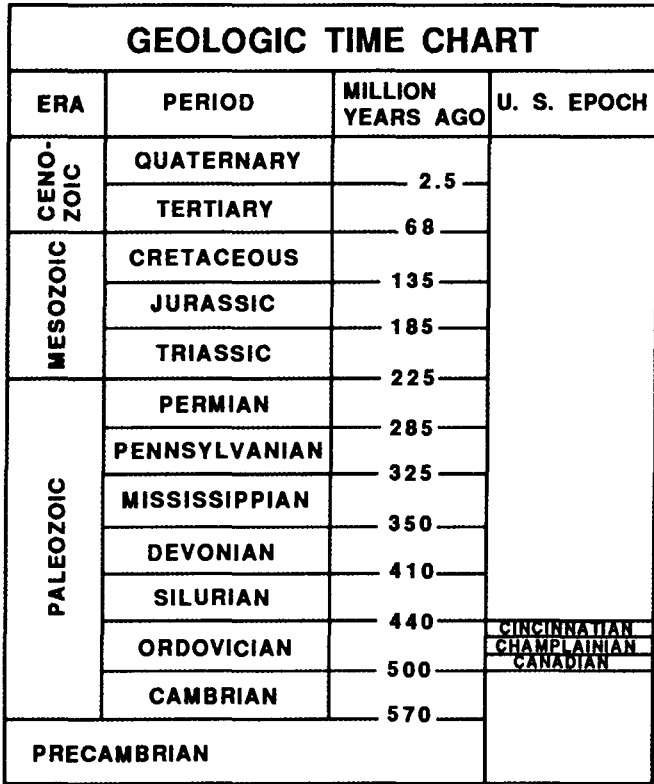 GEOLOGIC TIME CHART
ERA
PERIOD
MILLION
YEARS AGO
U. S. EPOCH
CENO-
ZOIC
QUATERNARY
2.5
TERTIARY
68
MESOZOIC
CRETACEOUS
135
JURASSIC
185
TRIASSIC
225
PALEOZOIC
PERMIAN
285
PENNSYLVANIAN
325
MISSISSIPPIAN
350
DEVONIAN
410
SILURIAN
440
ORDOVICIAN
CINCINNATIAN
CHAMPLAINIAN
CANADIAN
500
CAMBRIAN
570
PRECAMBRIAN